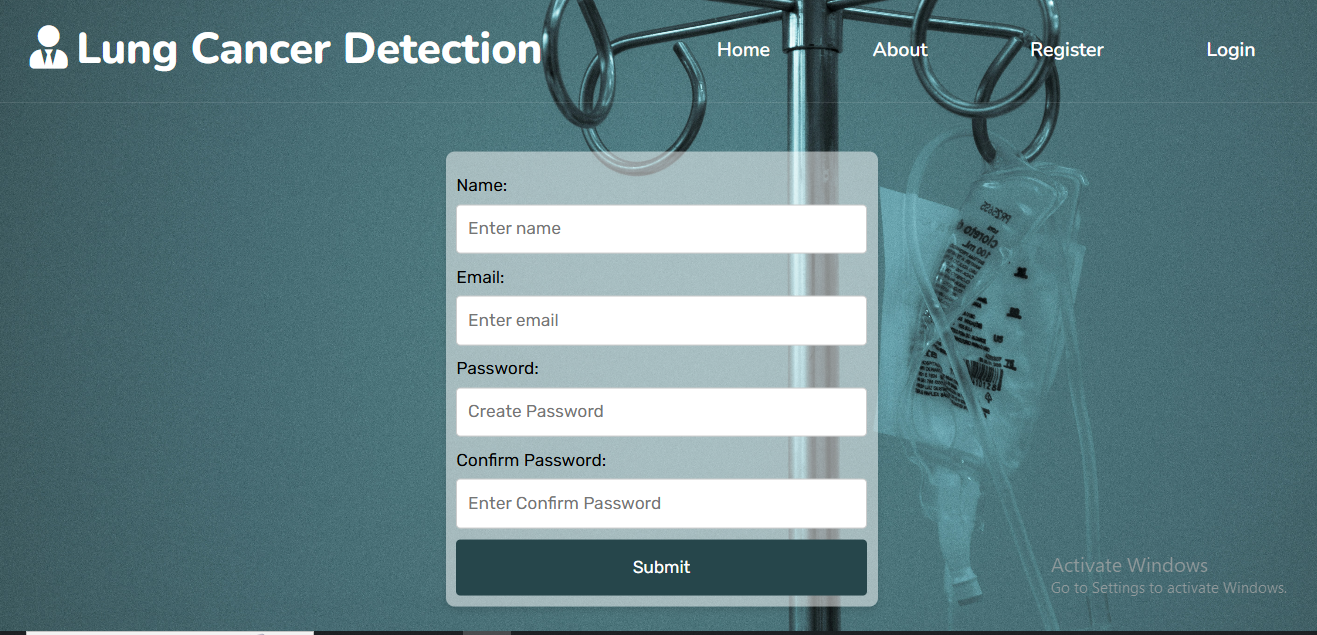 Lung Cancer Detection
Home About Register Login
Name:
Enter name
Email:
Enter email
Password:
Create Password
Confirm Password:
Enter Confirm Password
Submit
Activate Windows
Go to Settings to activate Windows.